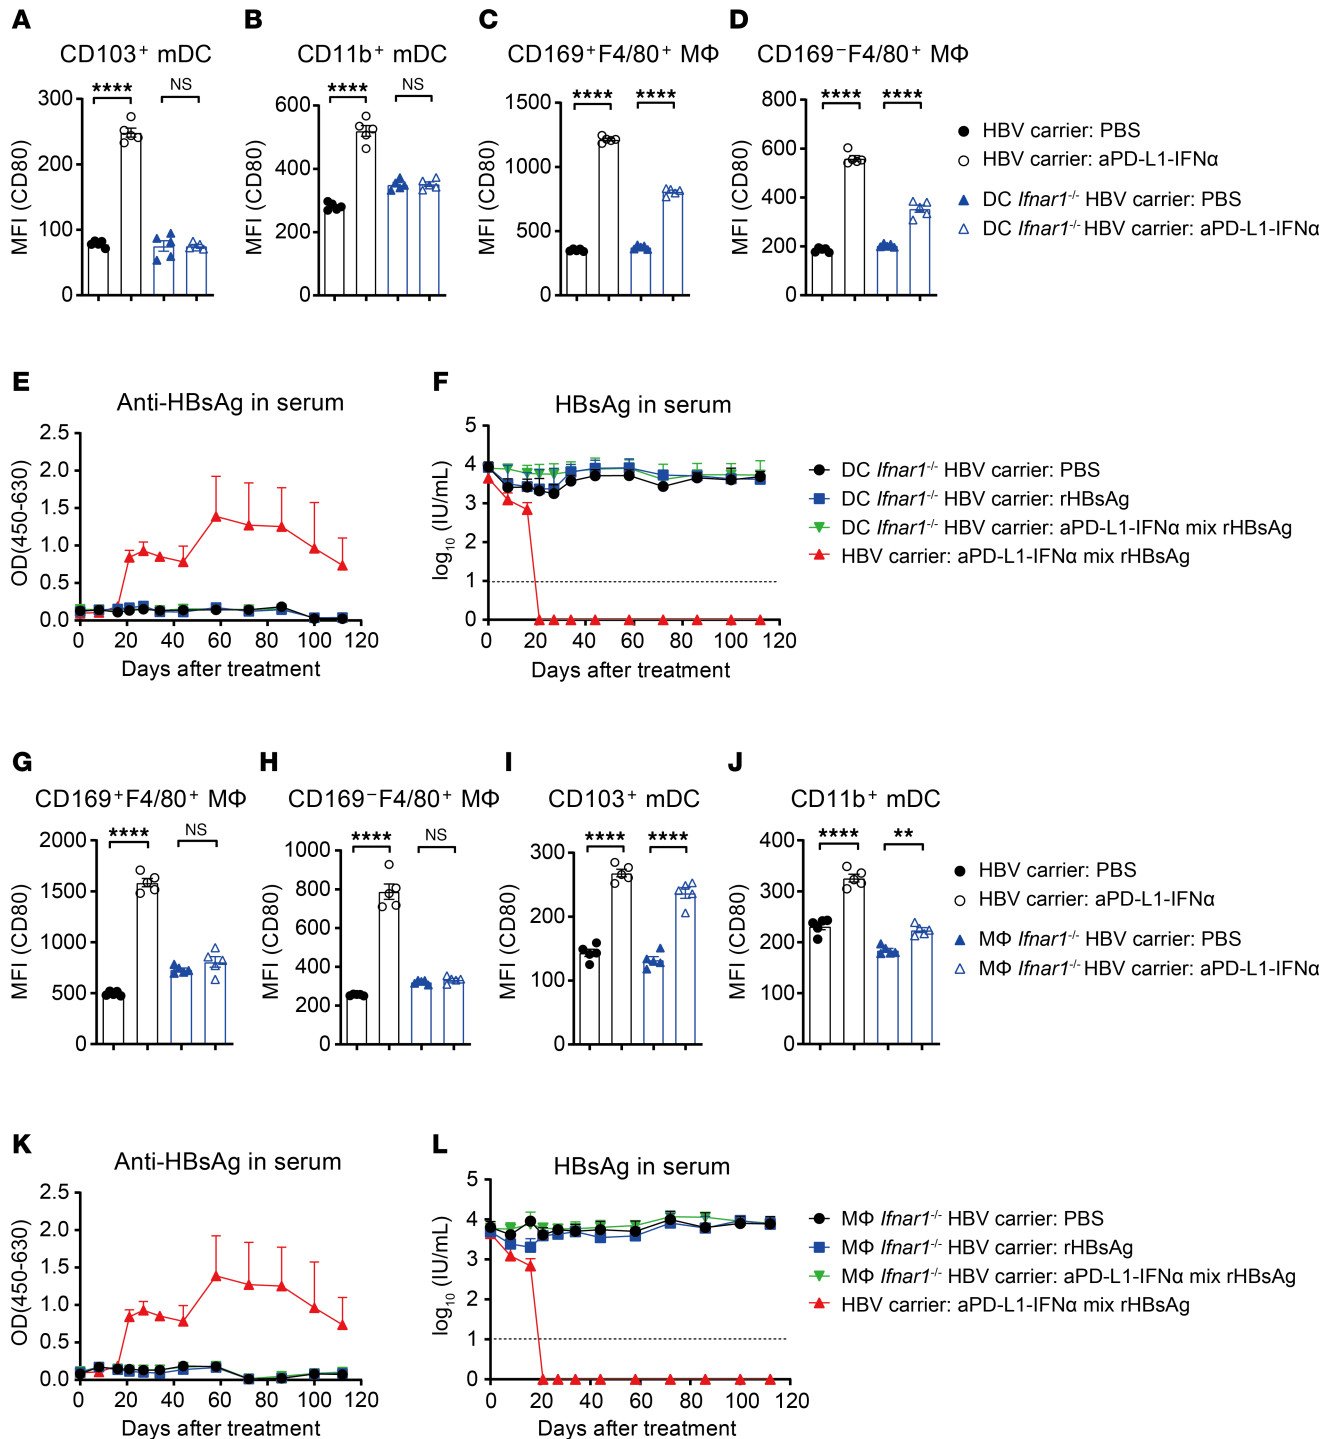 A
CD103+ mDC
**** NS
MFI (CD80)
300
200
100
0
B
CD11b+ mDC
**** NS
MFI (CD80)
600
400
200
0
C
CD169+F4/80+ MΦ
**** ****
MFI (CD80)
1500
1000
500
0
D
CD169−F4/80+ MΦ
**** ****
MFI (CD80)
800
600
400
200
0
HBV carrier: PBS
HBV carrier: aPD-L1-IFNα
DC Ifnar1-/- HBV carrier: PBS
DC Ifnar1-/- HBV carrier: aPD-L1-IFNα
E
Anti-HBsAg in serum
OD(450-630)
2.5
2.0
1.5
1.0
0.5
0.0
0 20 40 60 80 100 120
Days after treatment
F
HBsAg in serum
log10 (IU/mL)
5
4
3
2
1
0
0 20 40 60 80 100 120
Days after treatment
DC Ifnar1-/- HBV carrier: PBS
DC Ifnar1-/- HBV carrier: rHBsAg
DC Ifnar1-/- HBV carrier: aPD-L1-IFNα mix rHBsAg
HBV carrier: aPD-L1-IFNα mix rHBsAg
G
CD169+F4/80+ MΦ
**** NS
MFI (CD80)
2000
1500
1000
500
0
H
CD169−F4/80+ MΦ
**** NS
MFI (CD80)
1000
800
600
400
200
0
I
CD103+ mDC
**** ****
MFI (CD80)
300
200
100
0
J
CD11b+ mDC
**** **
MFI (CD80)
400
300
200
100
0
HBV carrier: PBS
HBV carrier: aPD-L1-IFNα
MΦ Ifnar1-/- HBV carrier: PBS
MΦ Ifnar1-/- HBV carrier: aPD-L1-IFNα
K
Anti-HBsAg in serum
OD(450-630)
2.5
2.0
1.5
1.0
0.5
0.0
0 20 40 60 80 100 120
Days after treatment
L
HBsAg in serum
log10 (IU/mL)
5
4
3
2
1
0
0 20 40 60 80 100 120
Days after treatment
MΦ Ifnar1-/- HBV carrier: PBS
MΦ Ifnar1-/- HBV carrier: rHBsAg
MΦ Ifnar1-/- HBV carrier: aPD-L1-IFNα mix rHBsAg
HBV carrier: aPD-L1-IFNα mix rHBsAg